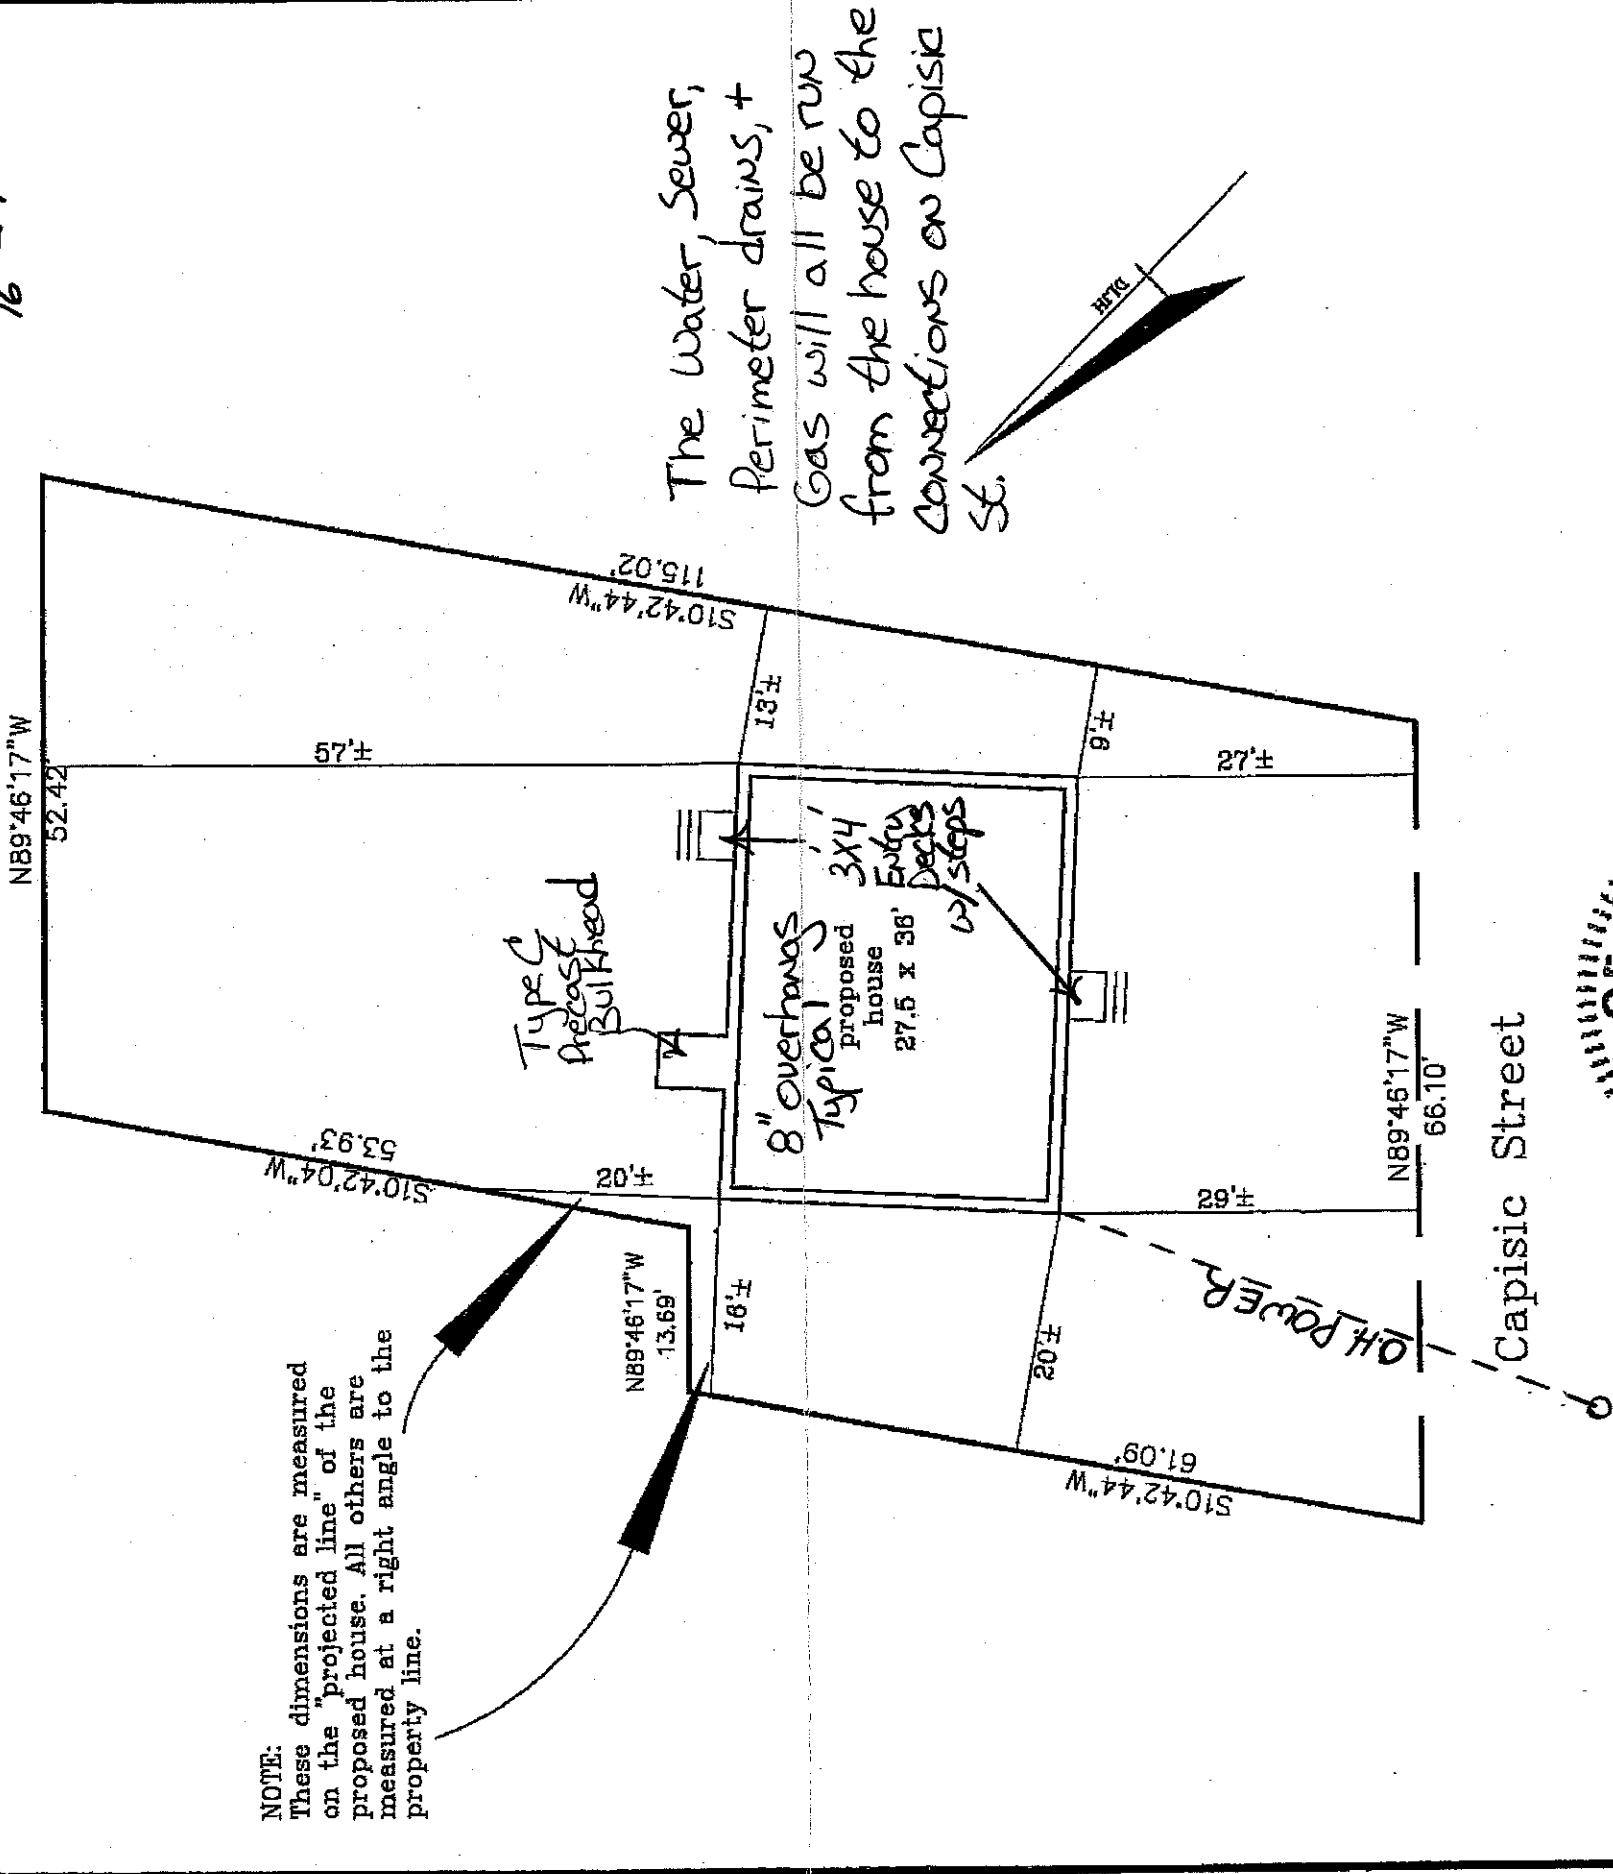 NOTE:
These dimensions are measured
on the "projected line" of the
proposed house. All others are
measured at a right angle to the
property line.
N89°46'17"W
52.42'
S10°42'04"W
53.93'
S10°42'44"W
115.02'
57'±
20'±
13'±
Type C
Precast
Bulkhead
N89°46'17"W
13.69'
16'±
8" overhangs
Typical
proposed
house
27.5 x 36'
3X4
Entry
Decks
w/ steps
9'±
27'±
20'±
29'±
S10°42'44"W
61.09'
O.H. POWER
N89°46'17"W
66.10'
Capisic Street
The Water, Sewer,
Perimeter drains, +
Gas will all be run
from the house to the
connections on Capisic
St.
DLJH